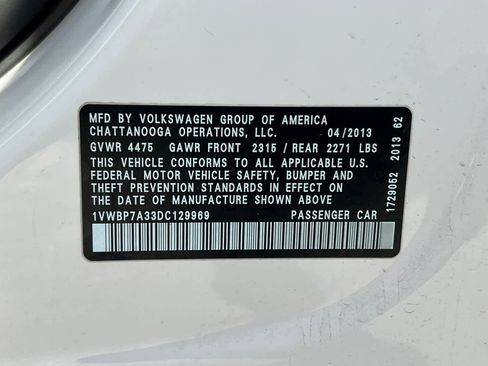 MFD BY VOLKSWAGEN GROUP OF AMERICA
CHATTANOOGA OPERATIONS, LLC. 04/2013
GVWR 4475 GAWR FRONT 2315 / REAR 2271 LBS
THIS VEHICLE CONFORMS TO ALL APPLICABLE U.S.
FEDERAL MOTOR VEHICLE SAFETY, BUMPER AND
THEFT PREVENTION STANDARDS IN EFFECT ON
THE DATE OF MANUFACTURE SHOWN ABOVE
1VWBP7A33DC129969 PASSENGER CAR
1729052 2013 62